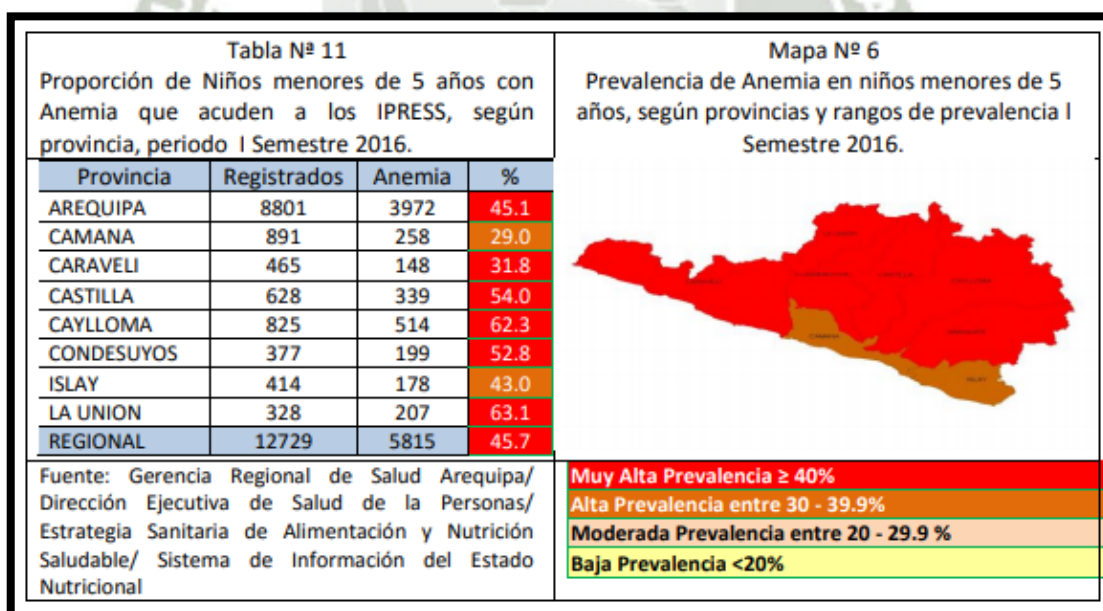 Tabla Nª 11
Proporción de Niños menores de 5 años con
Anemia que acuden a los IPRESS, según
provincia, periodo I Semestre 2016.
Provincia Registrados Anemia %
AREQUIPA 8801 3972 45.1
CAMANA 891 258 29.0
CARAVELI 465 148 31.8
CASTILLA 628 339 54.0
CAYLLOMA 825 514 62.3
CONDESUYOS 377 199 52.8
ISLAY 414 178 43.0
LA UNION 328 207 63.1
REGIONAL 12729 5815 45.7
Fuente: Gerencia Regional de Salud Arequipa/
Dirección Ejecutiva de Salud de la Personas/
Estrategia Sanitaria de Alimentación y Nutrición
Saludable/ Sistema de Información del Estado
Nutricional
Mapa Nº 6
Prevalencia de Anemia en niños menores de 5
años, según provincias y rangos de prevalencia I
Semestre 2016.
CAMANA
ISLAY
Muy Alta Prevalencia ≥ 40%
Alta Prevalencia entre 30 - 39.9%
Moderada Prevalencia entre 20 - 29.9 %
Baja Prevalencia <20%